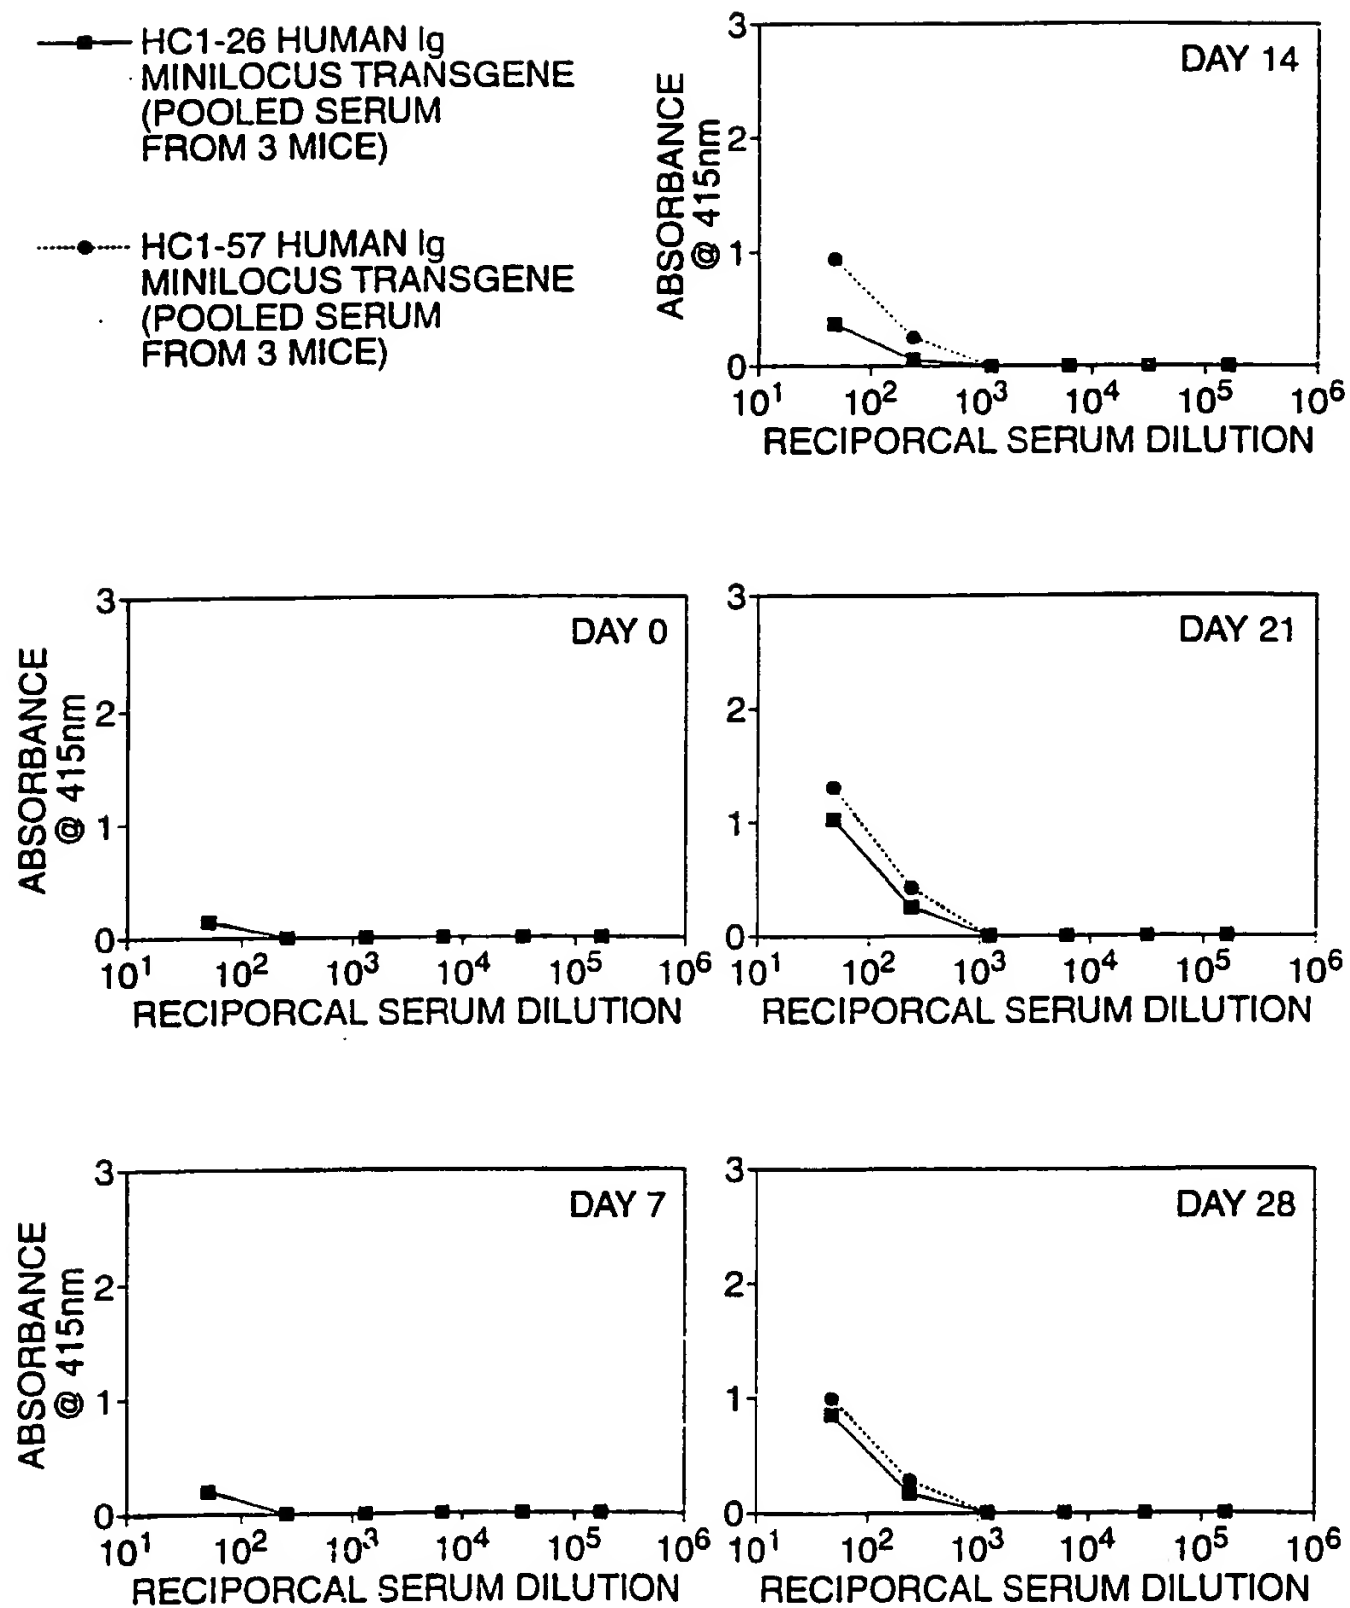 HC1-26 HUMAN Ig
MINILOCUS TRANSGENE
(POOLED SERUM
FROM 3 MICE)
HC1-57 HUMAN Ig
MINILOCUS TRANSGENE
(POOLED SERUM
FROM 3 MICE)
DAY 14
ABSORBANCE
@ 415nm
3
2
1
0
10¹ 10² 10³ 10⁴ 10⁵ 10⁶
RECIPORCAL SERUM DILUTION
DAY 0
ABSORBANCE
@ 415nm
3
2
1
0
10¹ 10² 10³ 10⁴ 10⁵ 10⁶
RECIPORCAL SERUM DILUTION
DAY 21
3
2
1
0
10¹ 10² 10³ 10⁴ 10⁵ 10⁶
RECIPORCAL SERUM DILUTION
DAY 7
ABSORBANCE
@ 415nm
3
2
1
0
10¹ 10² 10³ 10⁴ 10⁵ 10⁶
RECIPORCAL SERUM DILUTION
DAY 28
3
2
1
0
10¹ 10² 10³ 10⁴ 10⁵ 10⁶
RECIPORCAL SERUM DILUTION